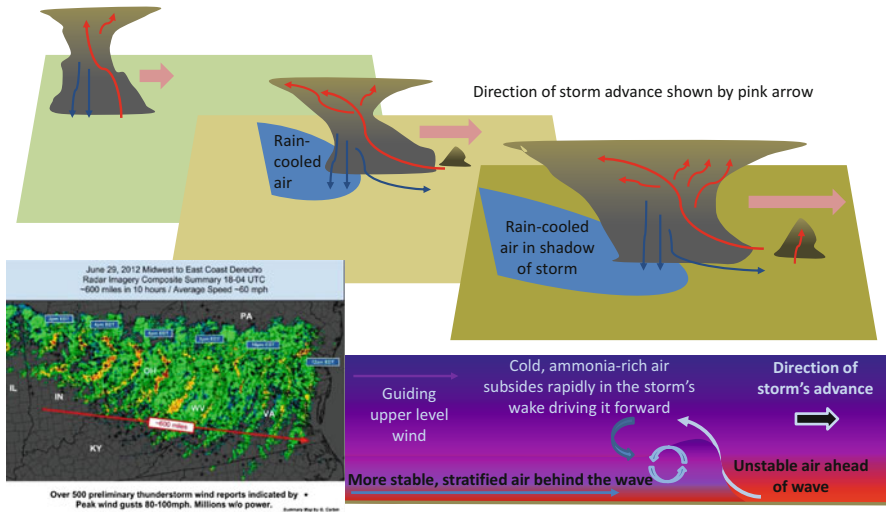 Direction of storm advance shown by pink arrow
Rain-
cooled
air
Rain-cooled
air in shadow
of storm
June 29, 2012 Midwest to East Coast Derecho
Radar Imagery Composite Summary 18-04 UTC
~600 miles in 10 hours / Average Speed ~60 mph
PA
OH
IL
IN
WV
VA
KY
~600 miles
Over 500 preliminary thunderstorm wind reports indicated by *
Peak wind gusts 80-100mph. Millions w/o power.
Summary Map by G. Carbin
Guiding
upper level
wind
Cold, ammonia-rich air
subsides rapidly in the storm's
wake driving it forward
Direction of
storm's advance
More stable, stratified air behind the wave
Unstable air ahead
of wave